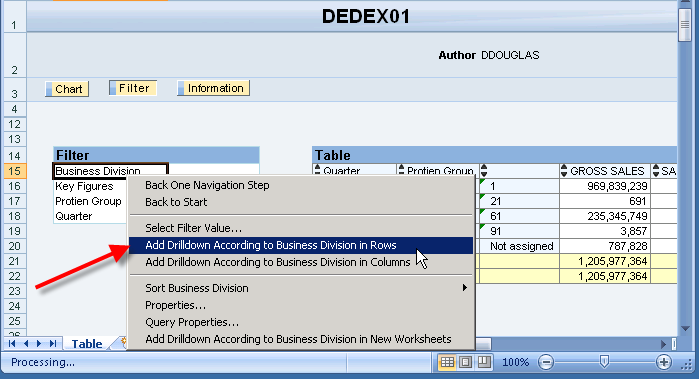 1
DEDEX01
2
Author DDOUGLAS
3
Chart
Filter
Information
4
12
13
14
Filter
Table
15
Business Division
Quarter
Protien Group
GROSS SALES
SA
16
Key Figures
1
969,839,239
17
Protien Group
21
691
18
Quarter
61
235,345,749
19
91
3,857
20
Not assigned
787,828
21
1,205,977,364
22
1,205,977,364
23
24
25
26
Back One Navigation Step
Back to Start
Select Filter Value...
Add Drilldown According to Business Division in Rows
Add Drilldown According to Business Division in Columns
Sort Business Division
Properties...
Query Properties...
Add Drilldown According to Business Division in New Worksheets
Table
Processing...
100%